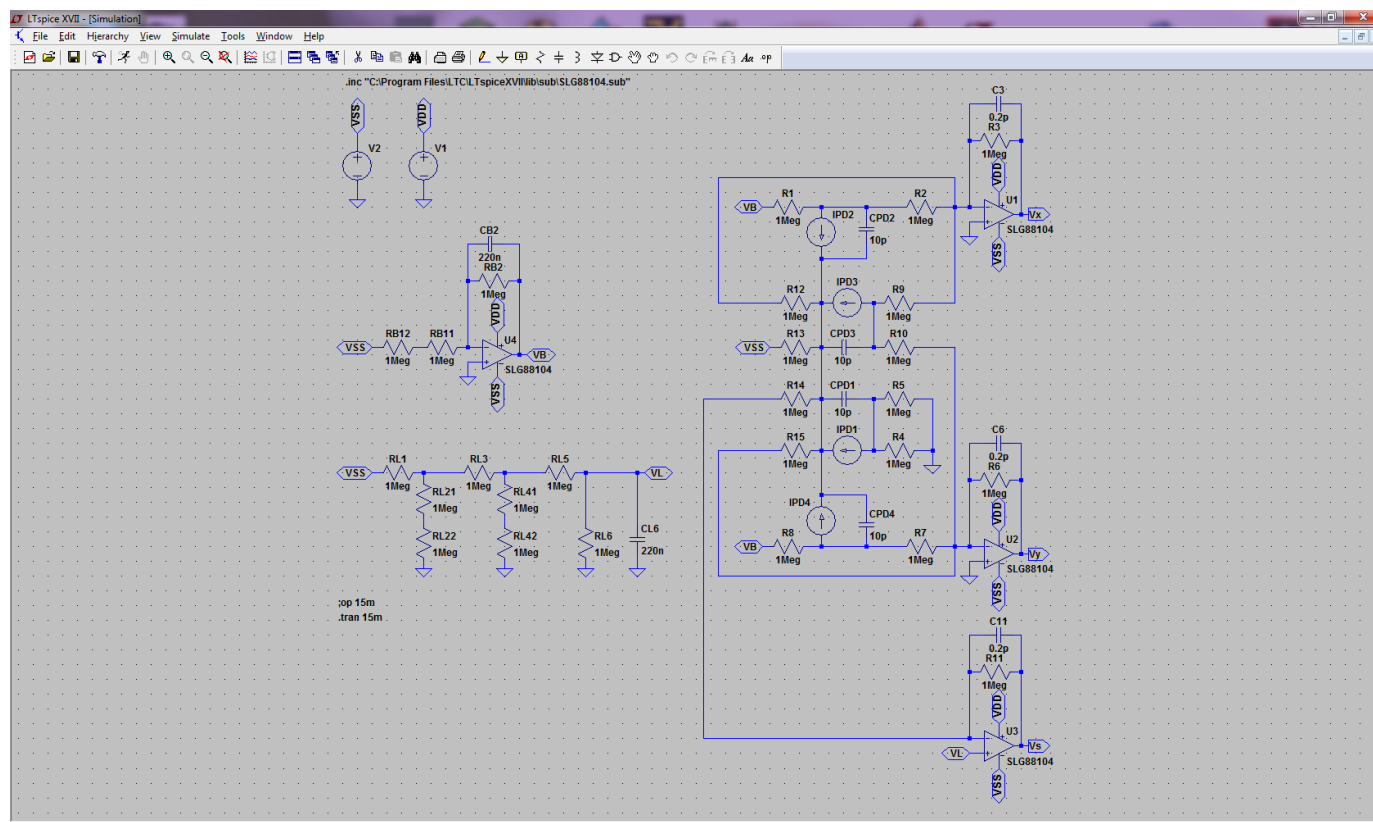 LTspice XVII - [Simulation]
File Edit Hierarchy View Simulate Tools Window Help
Aa .op
.inc "C:\Program Files\LTC\LTspiceXVII\lib\sub\SLG88104.sub"
VSS
VDD
V2
V1
CB2
220n
RB2
1Meg
VDD
RB12
RB11
U4
VSS
VB
1Meg
1Meg
SLG88104
VSS
RL1
RL3
RL5
VSS
VL
1Meg
1Meg
1Meg
RL21
1Meg
RL41
1Meg
RL22
1Meg
RL42
1Meg
RL6
1Meg
CL6
220n
;op 15m
.tran 15m
C3
0.2p
R3
1Meg
VDD
R1
R2
U1
VB
IPD2
CPD2
Vx
1Meg
1Meg
10p
SLG88104
VSS
R12
IPD3
R9
1Meg
1Meg
R13
CPD3
R10
VSS
1Meg
10p
1Meg
R14
CPD1
R5
1Meg
10p
1Meg
R15
IPD1
R4
1Meg
1Meg
C6
0.2p
R6
1Meg
VDD
IPD4
CPD4
10p
R8
R7
U2
VB
Vy
1Meg
1Meg
SLG88104
VSS
C11
0.2p
R11
1Meg
VDD
U3
Vs
VL
SLG88104
VSS